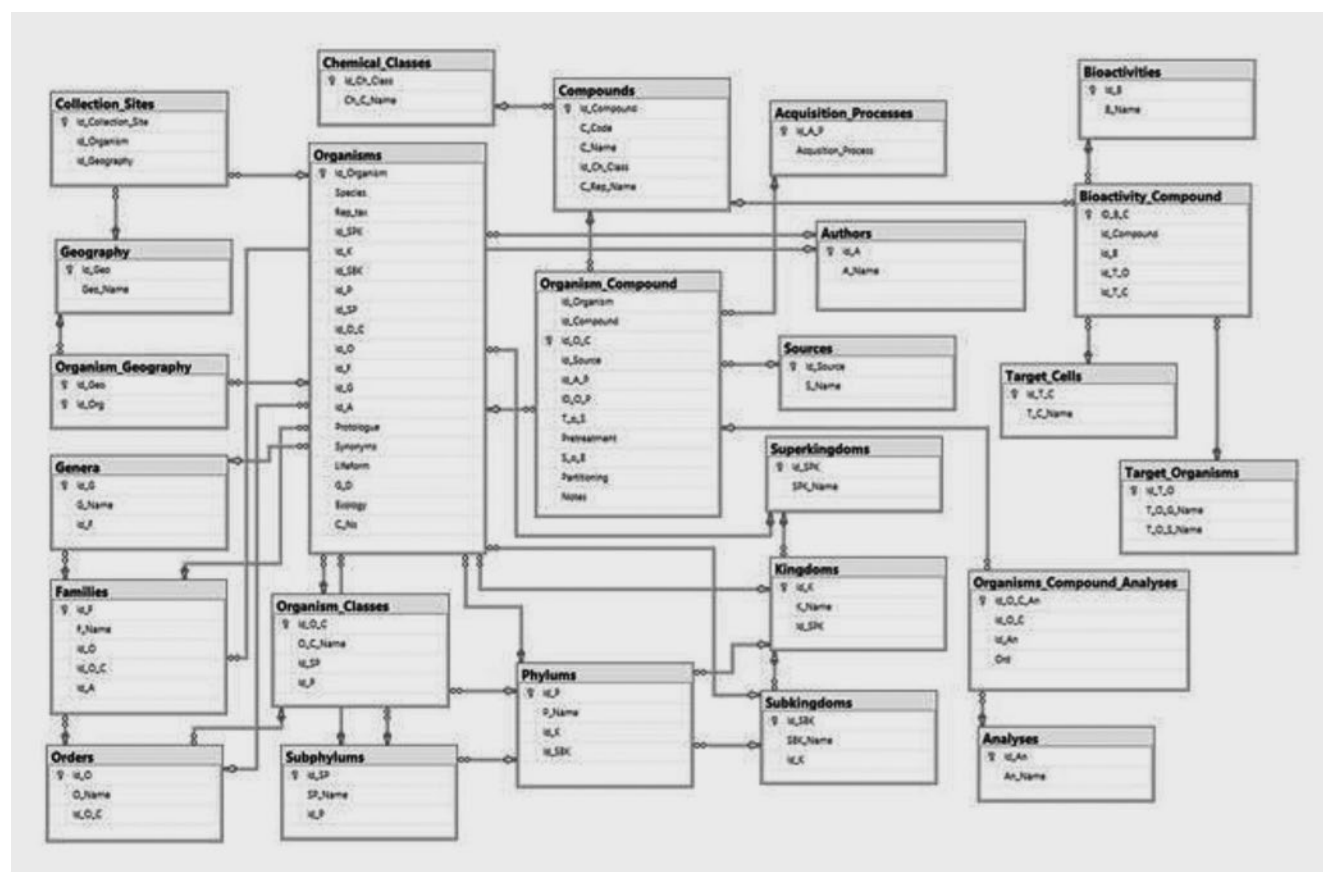 Chemical_Classes
Id_Ch_Class
Ch_C_Name
Collection_Sites
Id_Collection_Site
Id_Organism
Id_Geography
Compounds
Id_Compound
C_Code
C_Name
Id_Ch_Class
C_Rep_Name
Acquisition_Processes
Id_A_P
Acqusition_Process
Bioactivities
Id_B
B_Name
Organisms
Id_Organism
Species
Rep_tax
Id_SPK
Id_K
Id_SBK
Id_P
Id_SP
Id_O_C
Id_O
Id_F
Id_G
Id_A
Protologue
Synonyms
Lifeform
G_D
Ecology
C_Ns
Bioactivity_Compound
Id_Compound
Id_B
Id_T_O
Id_T_C
Geography
Id_Geo
Geo_Name
Authors
Id_A
A_Name
Organism_Compound
Id_Organism
Id_Compound
Id_O_C
Id_Source
Id_A_P
T_o_S
Pretreatment
S_o_E
Partitioning
Notes
Sources
Id_Source
S_Name
Organism_Geography
Id_Geo
Id_Org
Target_Cells
Id_T_C
T_C_Name
Genera
Id_G
G_Name
Id_F
Superkingdoms
Id_SPK
SPK_Name
Target_Organisms
Id_T_O
T_O_G_Name
T_O_S_Name
Families
Id_F
F_Name
Id_O
Id_O_C
Id_A
Organism_Classes
Id_O_C
O_C_Name
Id_SP
Id_P
Kingdoms
Id_K
K_Name
Id_SPK
Organisms_Compound_Analyses
Id_O_C_An
Id_O_C
Id_An
Ord
Phylums
Id_P
P_Name
Id_K
Id_SBK
Subkingdoms
Id_SBK
SBK_Name
Id_K
Orders
Id_O
O_Name
Id_O_C
Subphylums
Id_SP
SP_Name
Id_P
Analyses
Id_An
An_Name